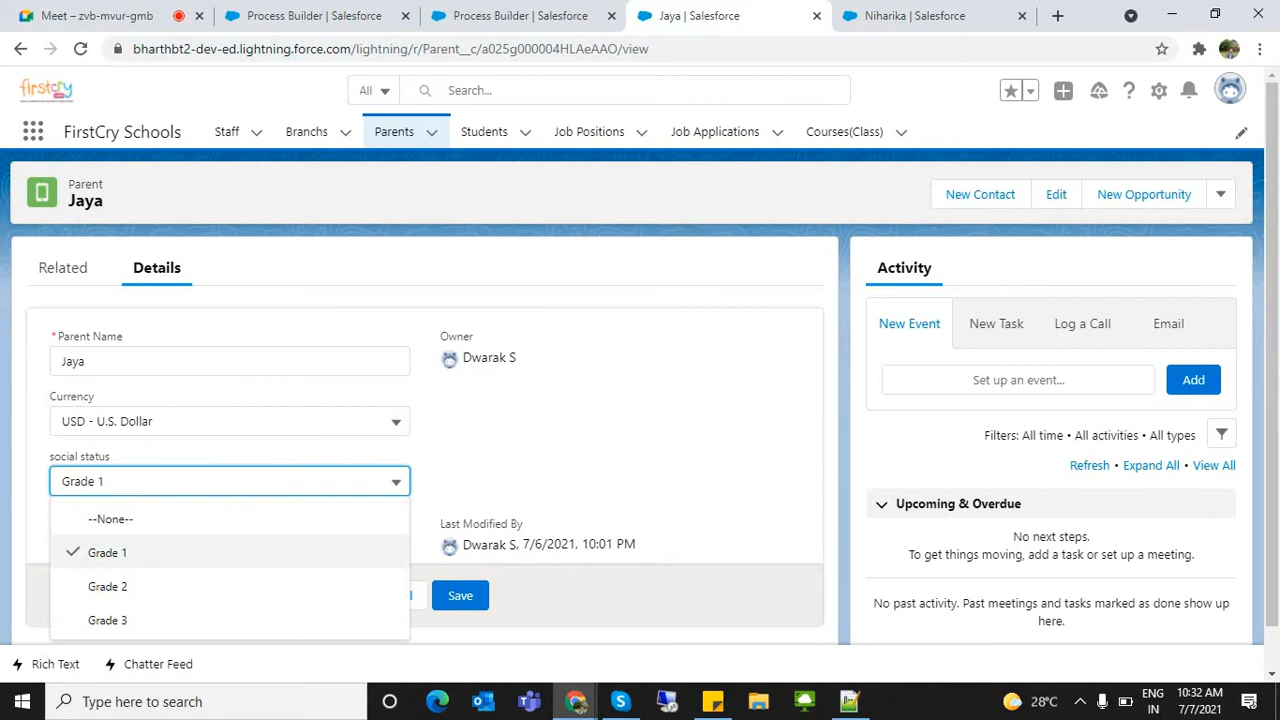 Meet – zvb-mvur-gmb
Process Builder | Salesforce
Process Builder | Salesforce
Jaya | Salesforce
Niharika | Salesforce
bharthbt2-dev-ed.lightning.force.com/lightning/r/Parent__c/a025g000004HLAeAAO/view
firstcry
All
Search...
FirstCry Schools
Staff
Branchs
Parents
Students
Job Positions
Job Applications
Courses(Class)
Parent
Jaya
New Contact
Edit
New Opportunity
Related
Details
Activity
*Parent Name
Jaya
Owner
Dwarak S
Currency
USD - U.S. Dollar
social status
Grade 1
--None--
Grade 1
Grade 2
Grade 3
Last Modified By
Dwarak S, 7/6/2021, 10:01 PM
Save
New Event
New Task
Log a Call
Email
Set up an event...
Add
Filters: All time • All activities • All types
Refresh • Expand All • View All
Upcoming & Overdue
No next steps.
To get things moving, add a task or set up a meeting.
No past activity. Past meetings and tasks marked as done show up
here.
Rich Text
Chatter Feed
Type here to search
28°C
ENG
IN
10:32 AM
7/7/2021